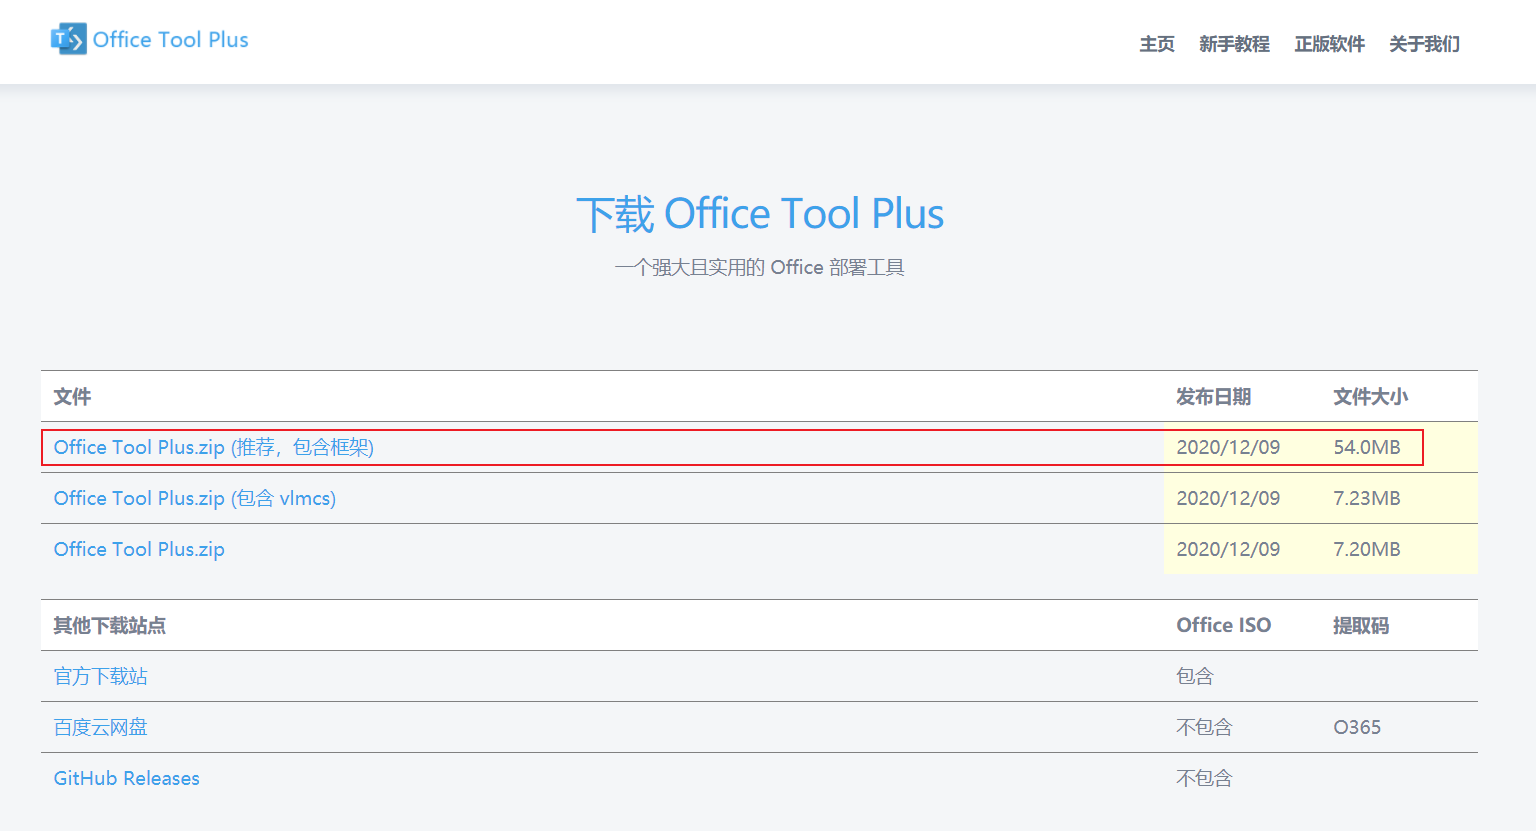 Office Tool Plus
主页 新手教程 正版软件 关于我们
下载 Office Tool Plus
一个强大且实用的 Office 部署工具
文件 发布日期 文件大小
Office Tool Plus.zip (推荐，包含框架) 2020/12/09 54.0MB
Office Tool Plus.zip (包含 vlmcs) 2020/12/09 7.23MB
Office Tool Plus.zip 2020/12/09 7.20MB
其他下载站点 Office ISO 提取码
官方下载站 包含
百度云网盘 不包含 O365
GitHub Releases 不包含